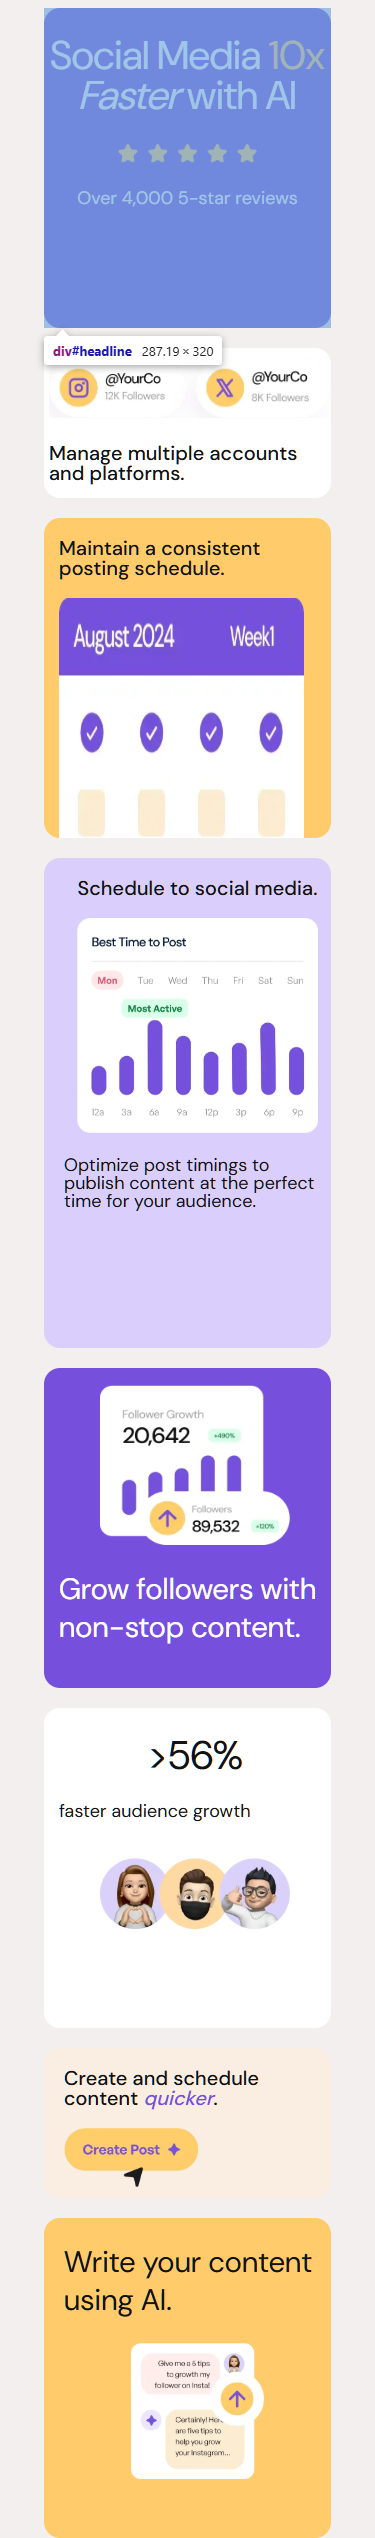 Social Media 10x
Faster with AI
Over 4,000 5-star reviews
div#headline 287.19 × 320
@YourCo
12K Followers
@YourCo
8K Followers
Manage multiple accounts
and platforms.
Maintain a consistent
posting schedule.
August 2024 Week1
Schedule to social media.
Best Time to Post
Mon Tue Wed Thu Fri Sat Sun
Most Active
12a 3a 6a 9a 12p 3p 6p 9p
Optimize post timings to
publish content at the perfect
time for your audience.
Follower Growth
20,642 +490%
Followers
89,532 +120%
Grow followers with
non-stop content.
>56%
faster audience growth
Create and schedule
content quicker.
Create Post
Write your content
using AI.
Give me a 5 tips
to growth my
follower on Insta!
Certainly!
are five tips to
help you grow
your Instagram...